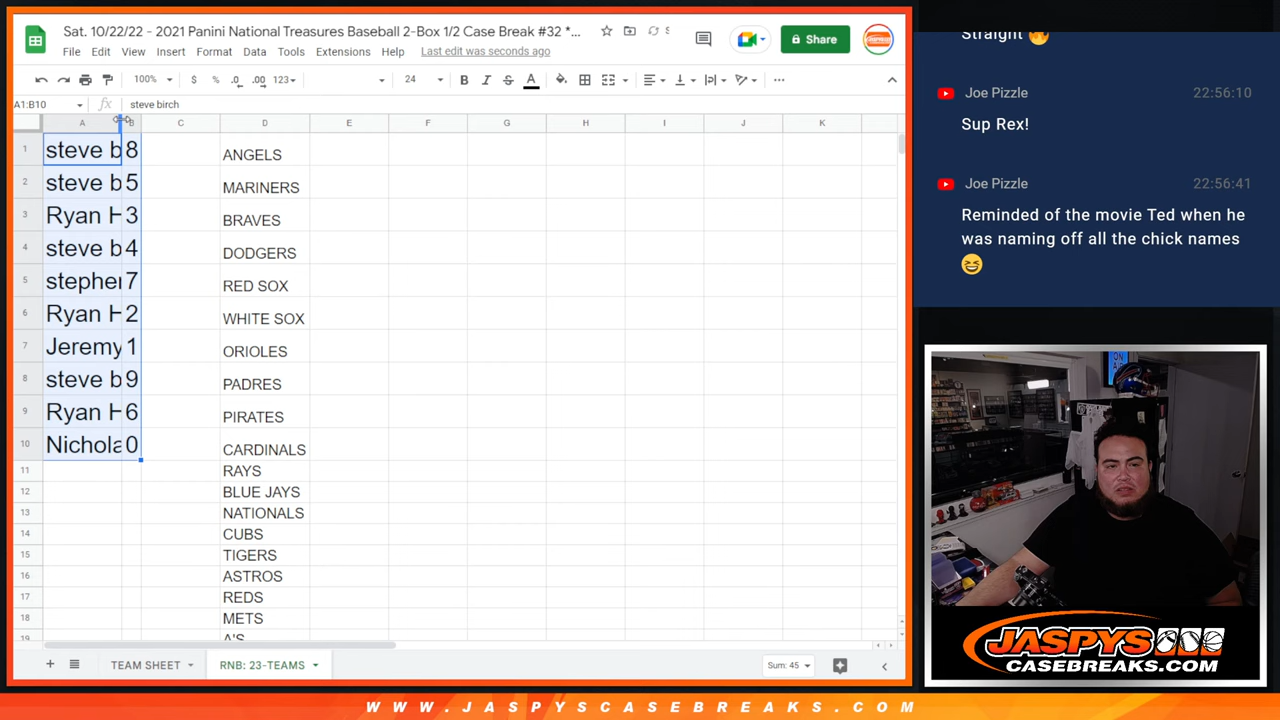 Sat. 10/22/22 - 2021 Panini National Treasures Baseball 2-Box 1/2 Case Break #32 *...
File Edit View Insert Format Data Tools Extensions Help Last edit was seconds ago
Share
100% $ % .0 .00 123 24 B I S A
A1:B10 fx steve birch
A B C D E F G H I J K
1 steve b 8 ANGELS
2 steve b 5 MARINERS
3 Ryan H 3 BRAVES
4 steve b 4 DODGERS
5 stephen 7 RED SOX
6 Ryan H 2 WHITE SOX
7 Jeremy 1 ORIOLES
8 steve b 9 PADRES
9 Ryan H 6 PIRATES
10 Nichola 0 CARDINALS
11 RAYS
12 BLUE JAYS
13 NATIONALS
14 CUBS
15 TIGERS
16 ASTROS
17 REDS
18 METS
19 A'S
TEAM SHEET RNB: 23-TEAMS Sum: 45
Straight
Joe Pizzle 22:56:10
Sup Rex!
Joe Pizzle 22:56:41
Reminded of the movie Ted when he
was naming off all the chick names
JASPYS
CASEBREAKS.COM
WWW.JASPYSCASEBREAKS.COM